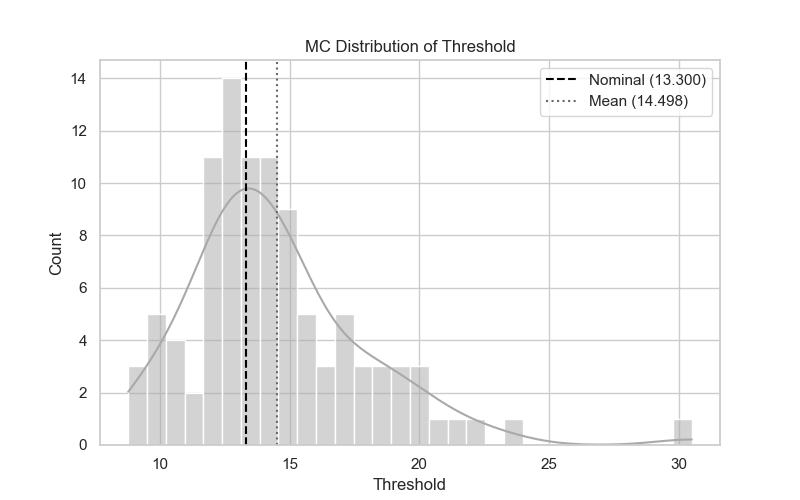 MC Distribution of Threshold
Nominal (13.300)
Mean (14.498)
14
12
10
8
6
4
2
0
Count
10
15
20
25
30
Threshold